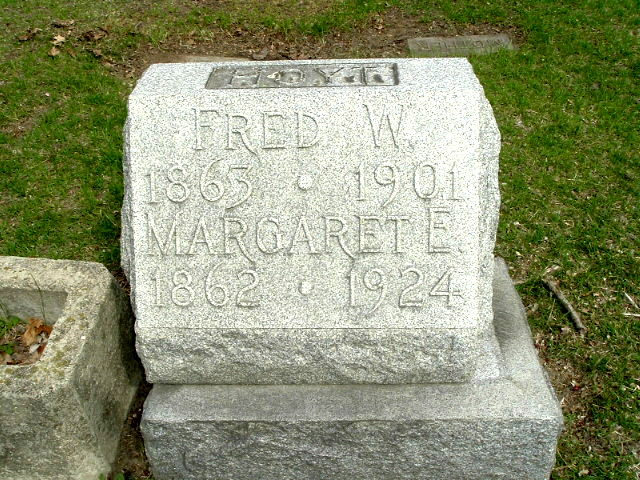 HOYT
FRED W.
1863 • 1901
MARGARET E.
1862 • 1924